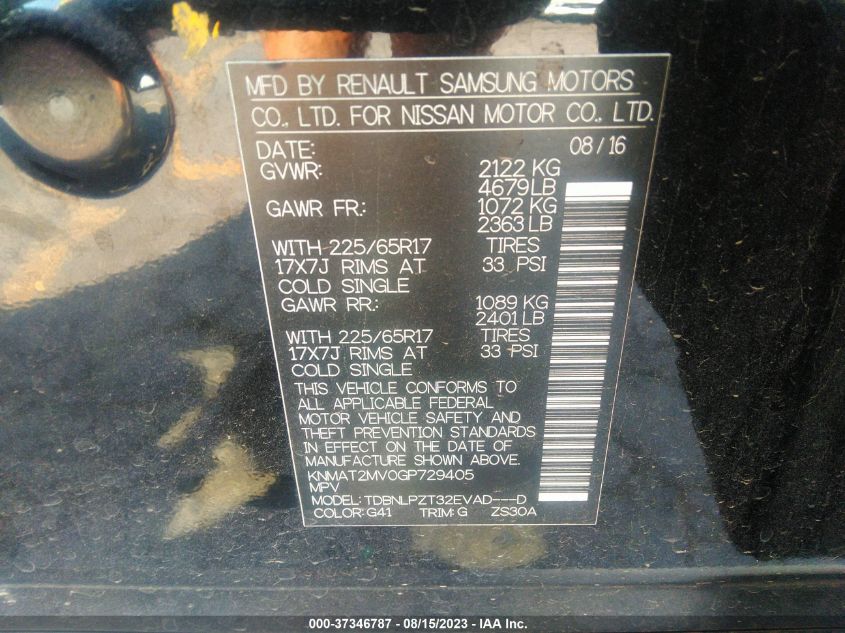 MFD BY RENAULT SAMSUNG MOTORS
CO., LTD. FOR NISSAN MOTOR CO., LTD.
DATE: 08/16
GVWR: 2122 KG
4679LB
GAWR FR.: 1072 KG
2363 LB
WITH 225/65R17 TIRES
17X7J RIMS AT 33 PSI
COLD SINGLE
GAWR RR.: 1089 KG
2401LB
WITH 225/65R17 TIRES
17X7J RIMS AT 33 PSI
COLD SINGLE
THIS VEHICLE CONFORMS TO
ALL APPLICABLE FEDERAL
MOTOR VEHICLE SAFETY AND
THEFT PREVENTION STANDARDS
IN EFFECT ON THE DATE OF
MANUFACTURE SHOWN ABOVE.
KNMAT2MV0GP729405
MPV
MODEL: TDBNLPZT32EVAD---D
COLOR: G41 TRIM: G ZS30A
000-37346787 - 08/15/2023 - IAA Inc.